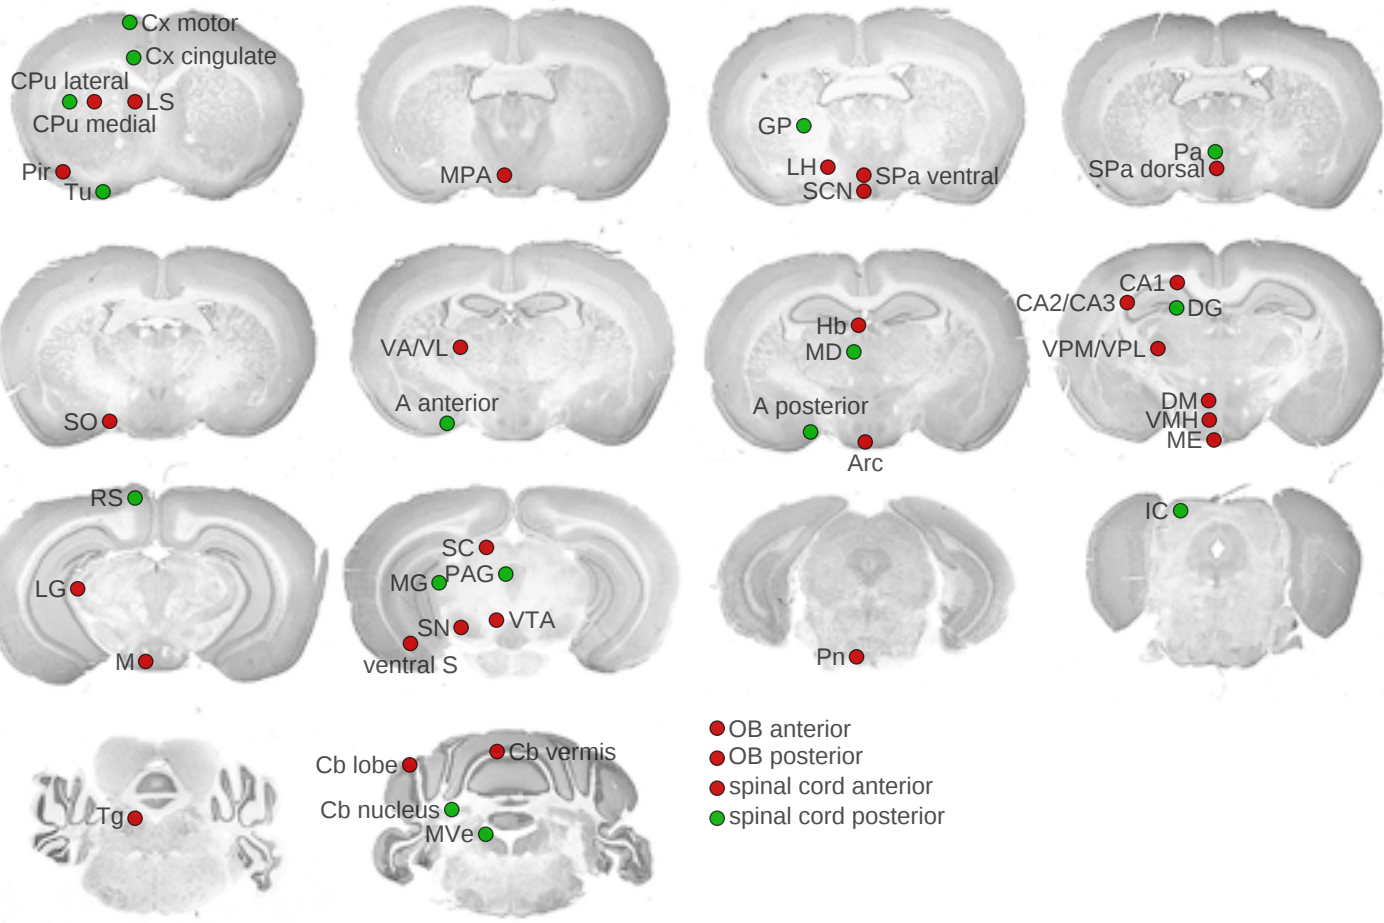 Cx motor
Cx cingulate
CPu lateral
LS
CPu medial
Pir
Tu
MPA
GP
LH
SPa ventral
SCN
Pa
SPa dorsal
SO
VA/VL
A anterior
Hb
MD
A posterior
Arc
CA1
CA2/CA3
DG
VPM/VPL
DM
VMH
ME
RS
LG
M
SC
MG
PAG
SN
VTA
ventral S
Pn
IC
Tg
Cb lobe
Cb vermis
Cb nucleus
MVe
OB anterior
OB posterior
spinal cord anterior
spinal cord posterior